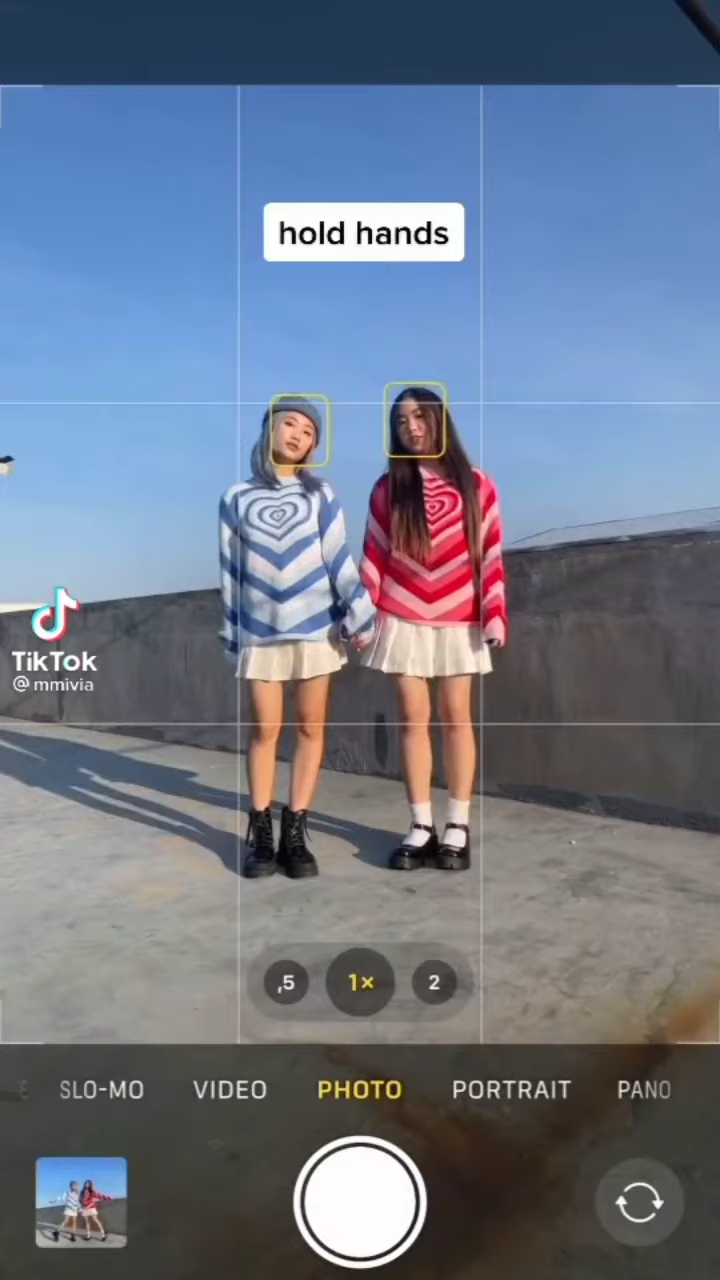 hold hands
TikTok
@mmivia
,5
1×
2
SLO-MO
VIDEO
PHOTO
PORTRAIT
PANO